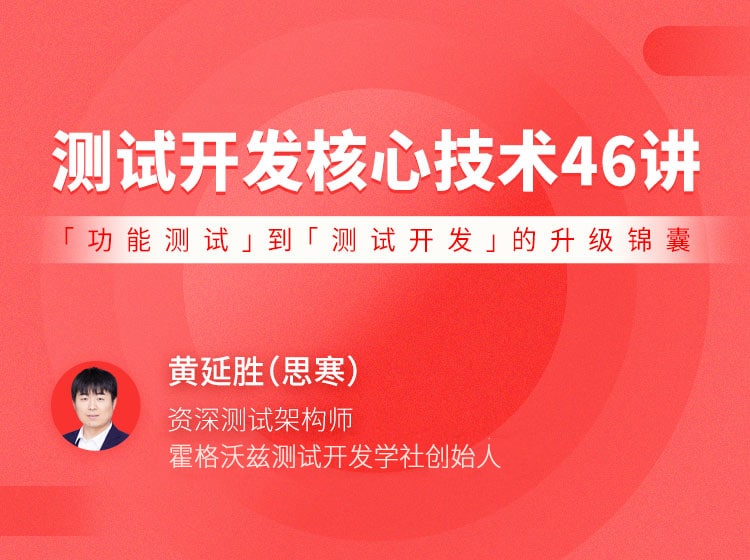 测试开发核心技术46讲
「功能测试」到「测试开发」的升级锦囊
黄延胜（思寒）
资深测试架构师
霍格沃兹测试开发学社创始人